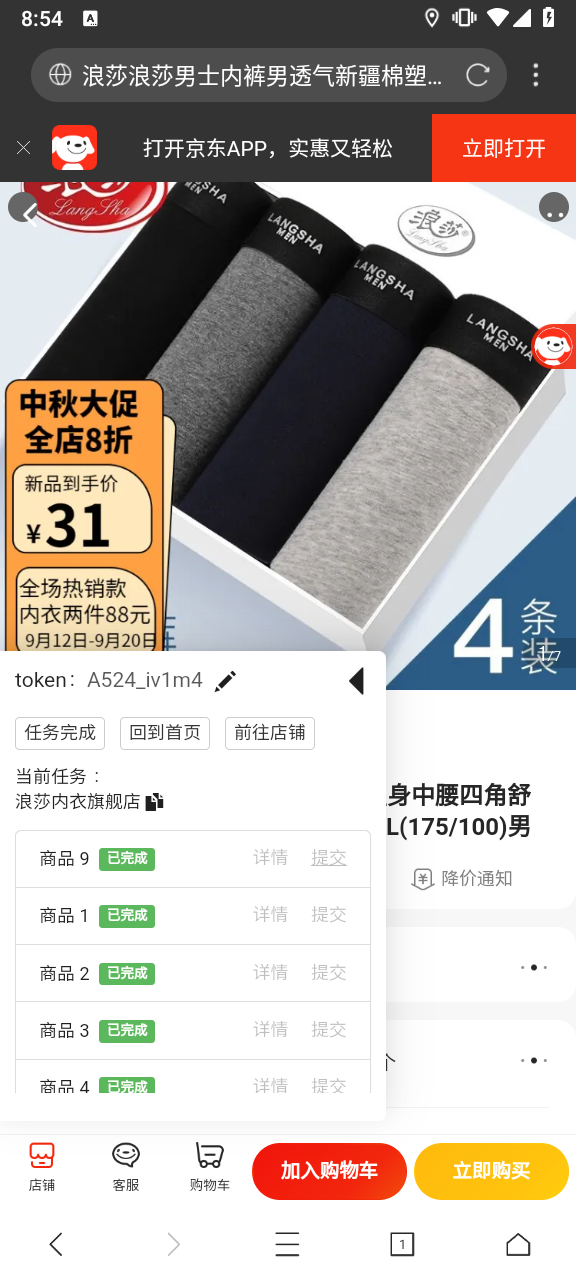 8:54
A
浪莎浪莎男士内裤男透气新疆棉塑...
打开京东APP，实惠又轻松
立即打开
浪莎
LangSha
LANGSHA
MEN
LANGSHA
MEN
LANGSHA
MEN
浪莎
LangSha
中秋大促
全店8折
新品到手价
¥31
全场热销款
内衣两件88元
9月12日-9月20日
4条装
1/7
token： A524_iv1m4
任务完成
回到首页
前往店铺
当前任务：
浪莎内衣旗舰店
身中腰四角舒
L(175/100)男
降价通知
商品 9 已完成 详情 提交
商品 1 已完成 详情 提交
商品 2 已完成 详情 提交
商品 3 已完成 详情 提交
商品 4 已完成 详情 提交
个
店铺
客服
购物车
加入购物车
立即购买
1